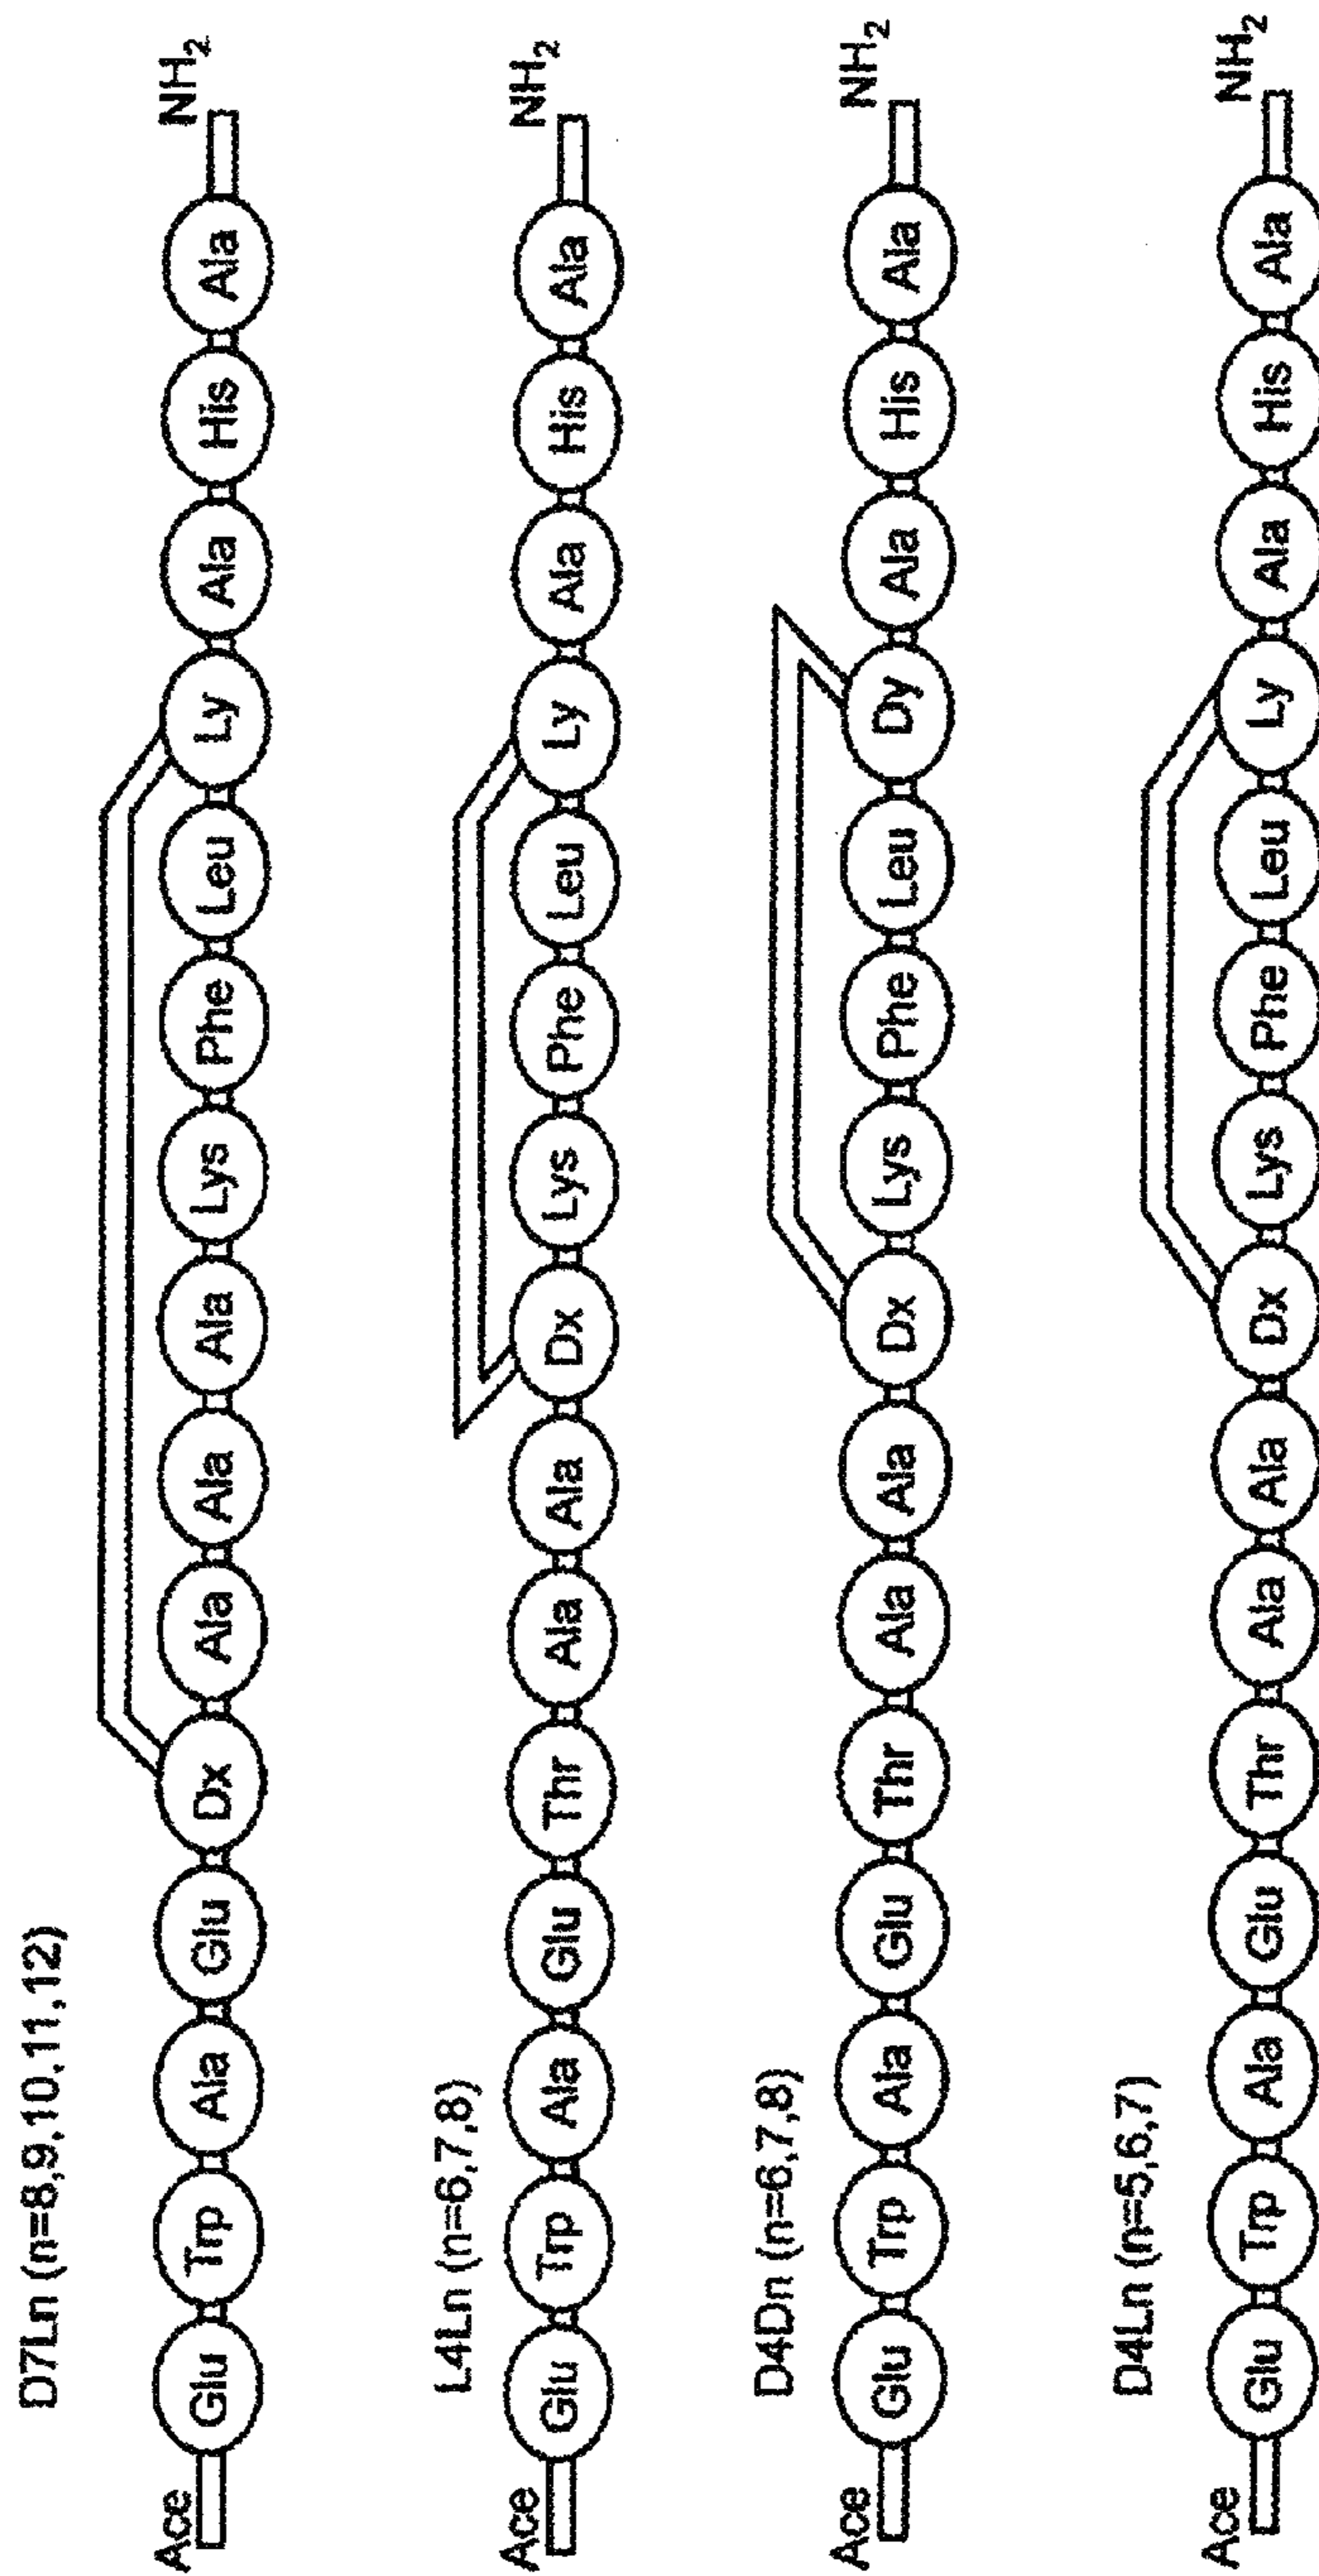 D7Ln (n=8,9,10,11,12)
Ace Glu Trp Ala Glu Dx Ala Ala Ala Lys Phe Leu Ly Ala His Ala NH₂
L4Ln (n=6,7,8)
Ace Glu Trp Ala Glu Thr Ala Ala Dx Lys Phe Leu Ly Ala His Ala NH₂
D4Dn (n=6,7,8)
Ace Glu Trp Ala Glu Thr Ala Ala Dx Lys Phe Leu Dy Ala His Ala NH₂
D4Ln (n=5,6,7)
Ace Glu Trp Ala Glu Thr Ala Ala Dx Lys Phe Leu Ly Ala His Ala NH₂